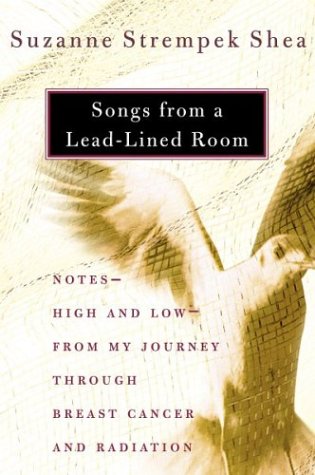 Suzanne Strempek Shea
Songs from a
Lead-Lined Room
NOTES—
HIGH AND LOW—
FROM MY JOURNEY
THROUGH
BREAST CANCER
AND RADIATION